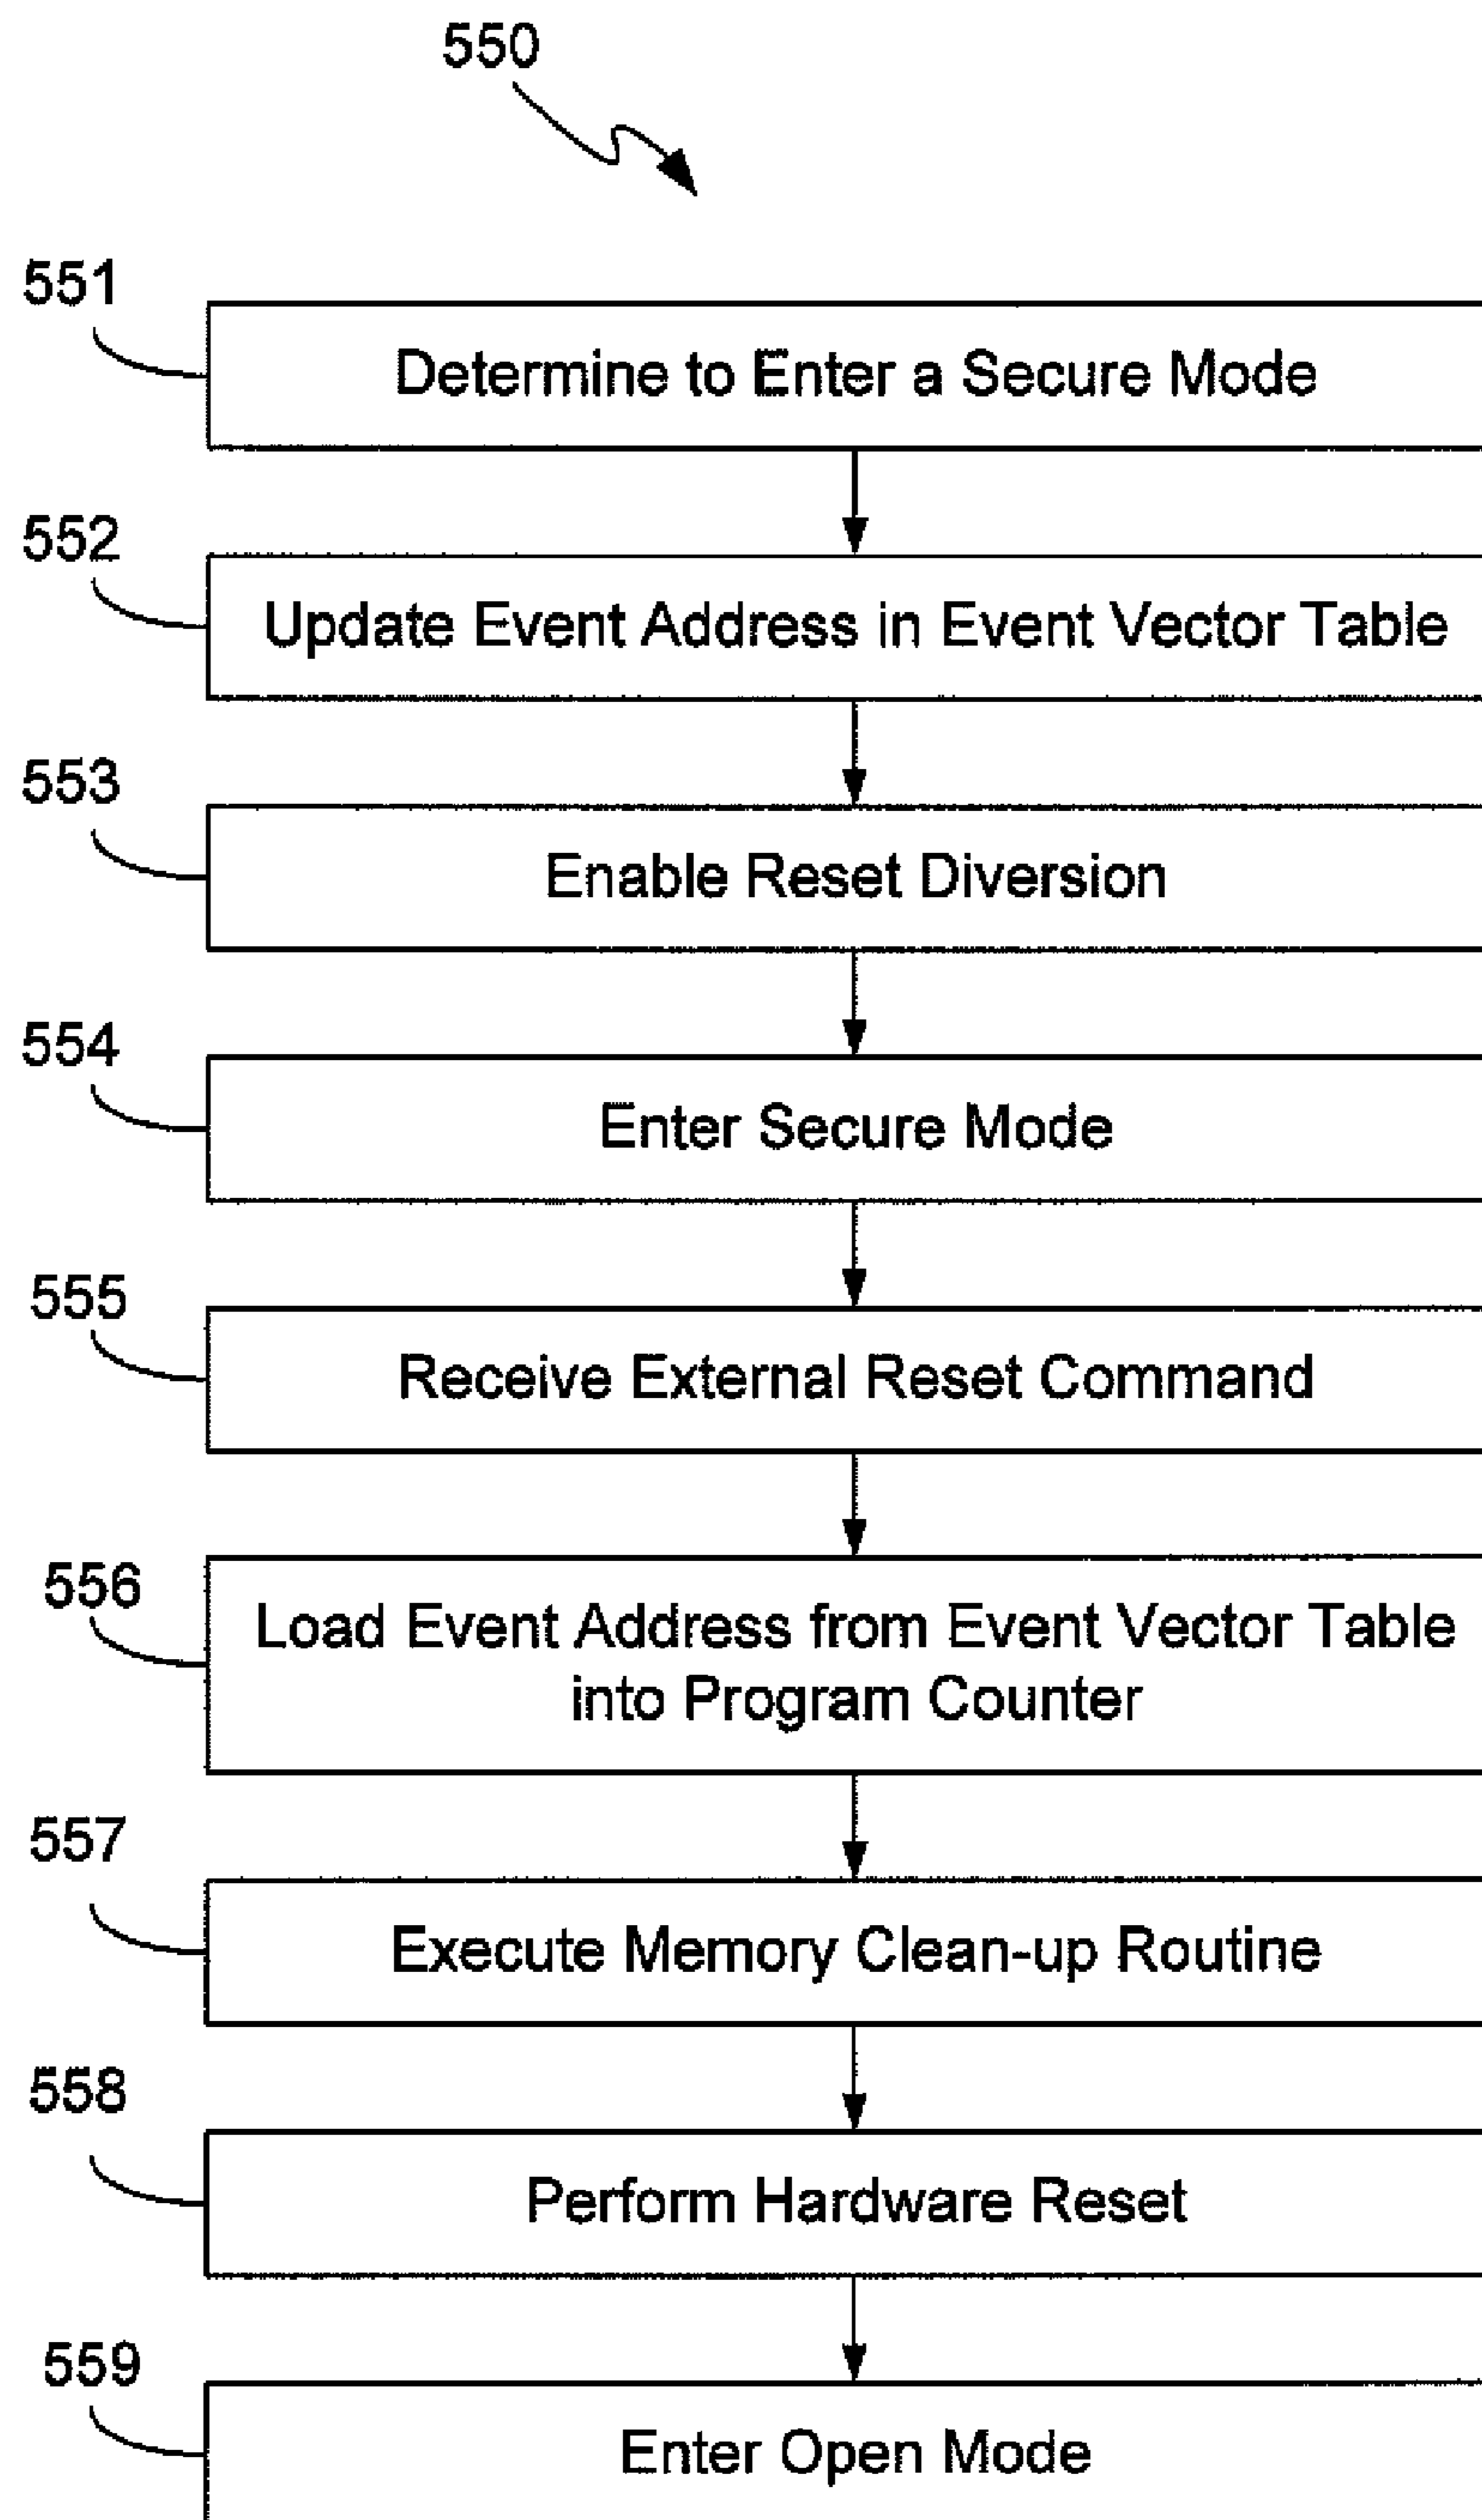 550
551
Determine to Enter a Secure Mode
552
Update Event Address in Event Vector Table
553
Enable Reset Diversion
554
Enter Secure Mode
555
Receive External Reset Command
556
Load Event Address from Event Vector Table
into Program Counter
557
Execute Memory Clean-up Routine
558
Perform Hardware Reset
559
Enter Open Mode